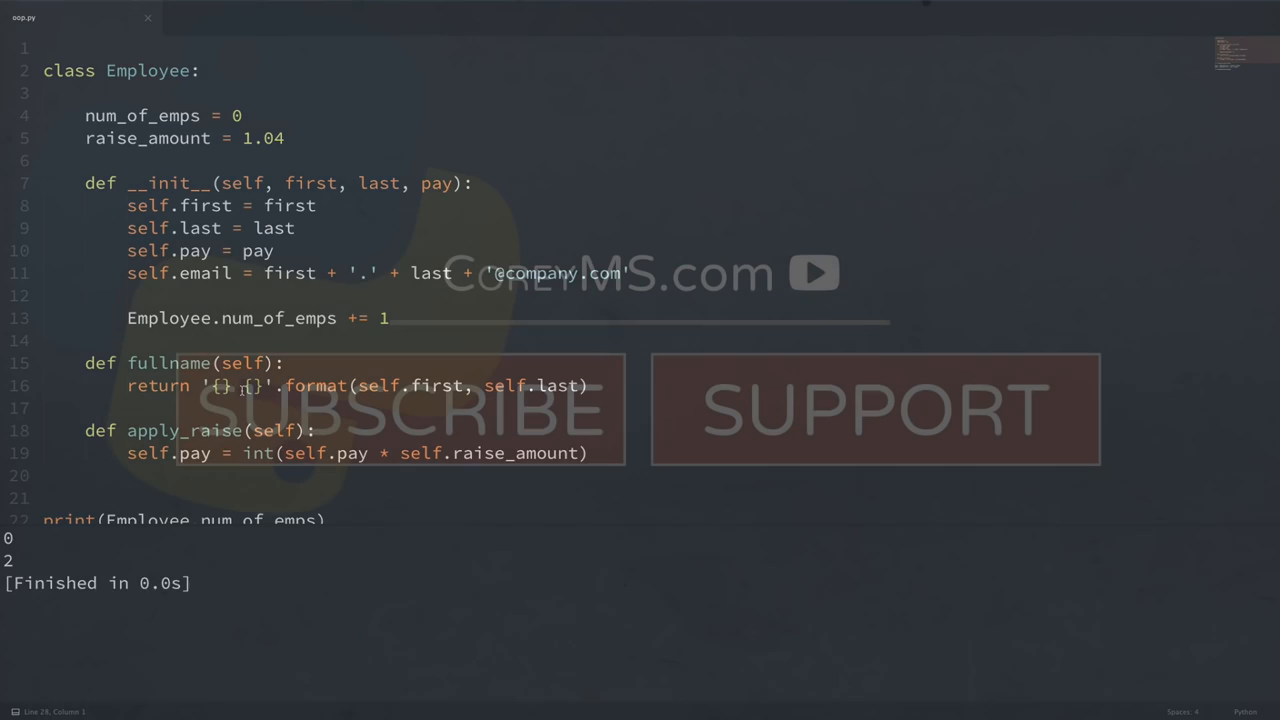 oop.py
1
2 class Employee:
3
4 num_of_emps = 0
5 raise_amount = 1.04
6
7 def __init__(self, first, last, pay):
8 self.first = first
9 self.last = last
10 self.pay = pay
11 self.email = first + '.' + last + '@company.com'
12
13 Employee.num_of_emps += 1
14
15 def fullname(self):
16 return '{} {}'.format(self.first, self.last)
17
18 def apply_raise(self):
19 self.pay = int(self.pay * self.raise_amount)
20
21
22 print(Employee.num_of_emps)
CoreyMS.com
SUBSCRIBE
SUPPORT
0
2
[Finished in 0.0s]
Line 28, Column 1
Spaces: 4
Python